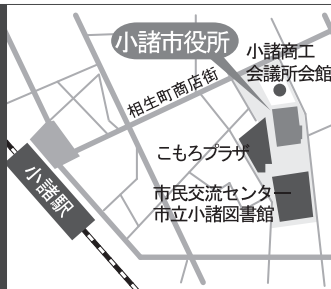 小諸市役所
小諸商工
会議所会館
相生町商店街
こもろプラザ
小諸駅
市民交流センター
市立小諸図書館